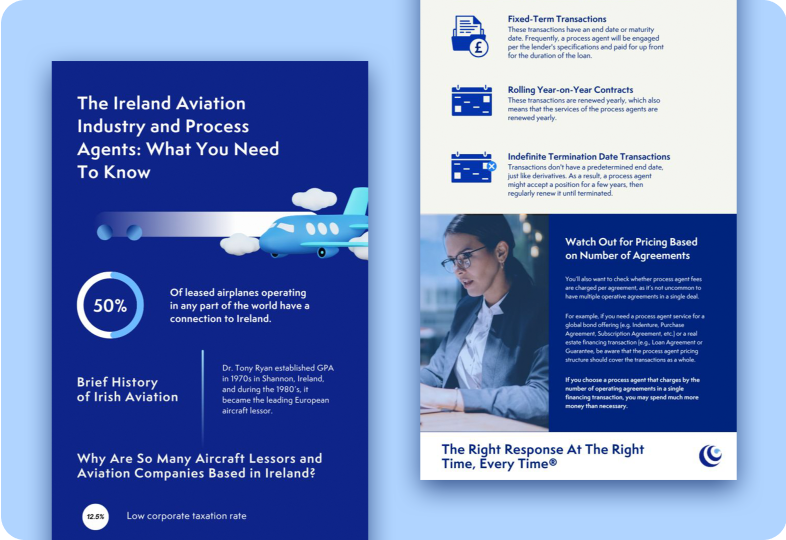 The Ireland Aviation
Industry and Process
Agents: What You Need
To Know
50%
Of leased airplanes operating
in any part of the world have a
connection to Ireland.
Brief History
of Irish Aviation
Dr. Tony Ryan established GPA
in 1970s in Shannon, Ireland,
and during the 1980's, it
became the leading European
aircraft lessor.
Why Are So Many Aircraft Lessors and
Aviation Companies Based in Ireland?
12.5%
Low corporate taxation rate
Fixed-Term Transactions
These transactions have an end date or maturity
date. Frequently, a process agent will be engaged
per the lender's specifications and paid for up front
for the duration of the loan.
£
Rolling Year-on-Year Contracts
These transactions are renewed yearly, which also
means that the services of the process agents are
renewed yearly.
Indefinite Termination Date Transactions
Transactions don't have a predetermined end date,
just like derivatives. As a result, a process agent
might accept a position for a few years, then
regularly renew it until terminated.
Watch Out for Pricing Based
on Number of Agreements
You'll also want to check whether process agent fees
are charged per agreement, as it's not uncommon to
have multiple operative agreements in a single deal.
For example, if you need a process agent service for a
global bond offering (e.g. Indenture, Purchase
Agreement, Subscription Agreement, etc.) or a real
estate financing transaction (e.g., Loan Agreement or
Guarantee, be aware that the process agent pricing
structure should cover the transactions as a whole.
If you choose a process agent that charges by the
number of operating agreements in a single
financing transaction, you may spend much more
money than necessary.
The Right Response At The Right
Time, Every Time®